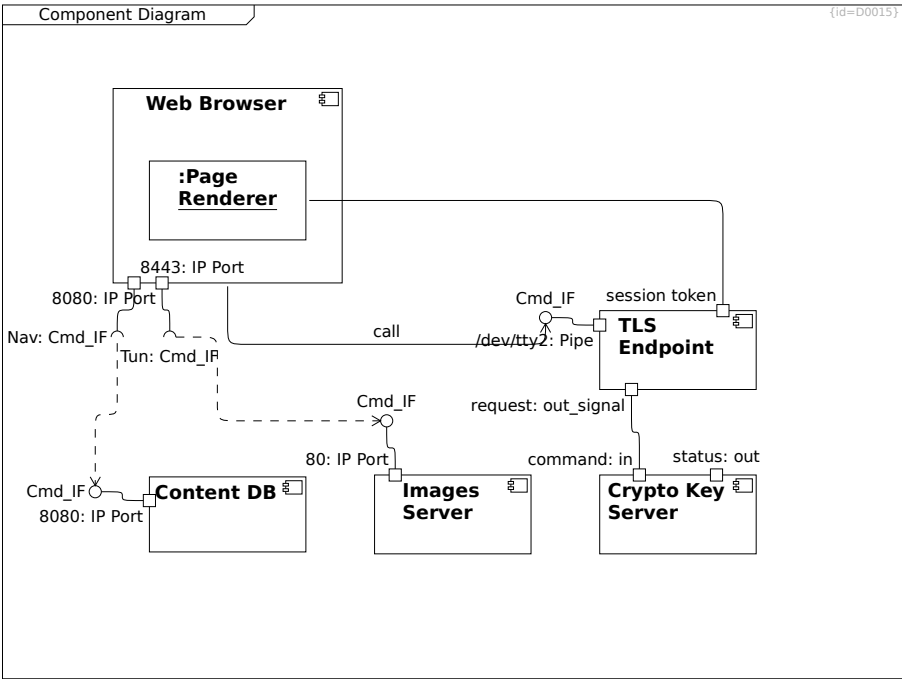 Component Diagram
{id=D0015}
Web Browser
:Page
Renderer
8443: IP Port
8080: IP Port
Cmd_IF
session token
Nav: Cmd_IF
Tun: Cmd_IF
call
/dev/tty2: Pipe
TLS
Endpoint
Cmd_IF
request: out_signal
80: IP Port
command: in
status: out
Cmd_IF
8080: IP Port
Content DB
Images
Server
Crypto Key
Server